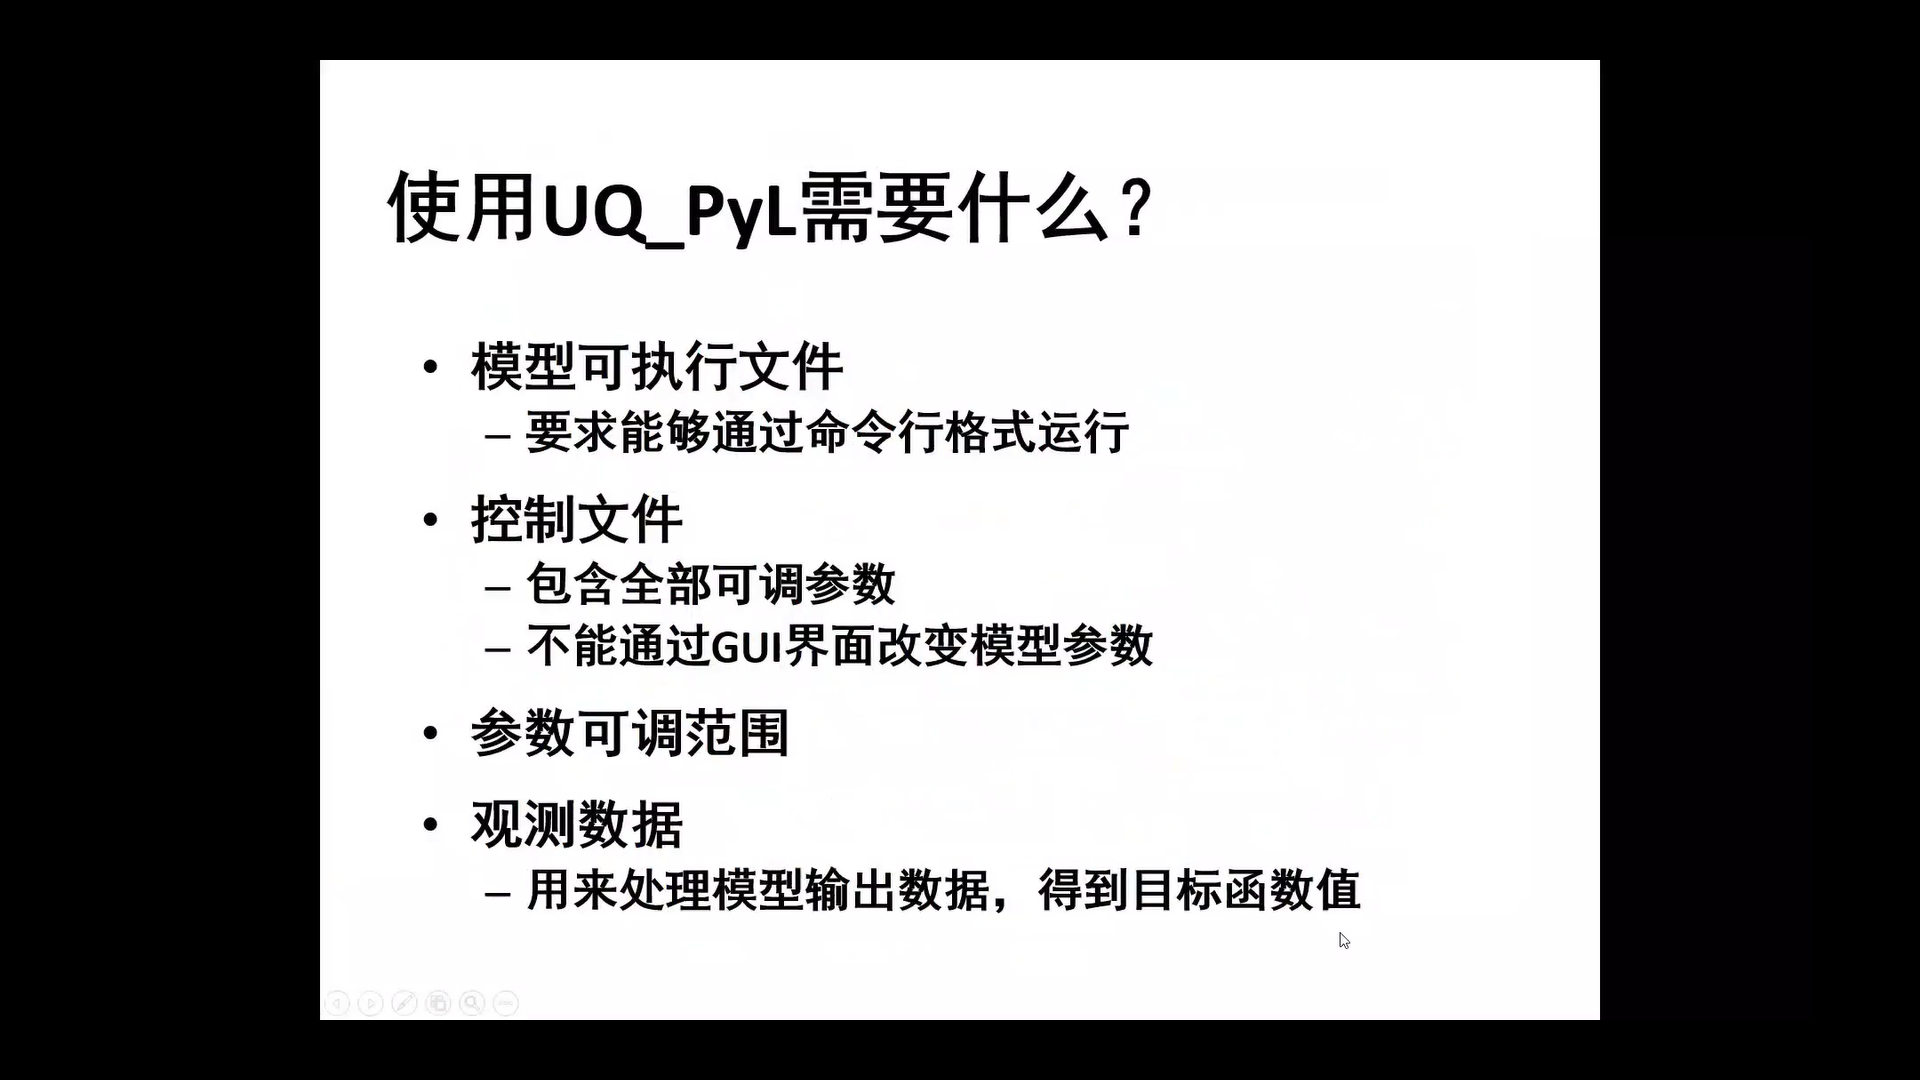 使用UQ_PyL需要什么？
• 模型可执行文件
– 要求能够通过命令行格式运行
• 控制文件
– 包含全部可调参数
– 不能通过GUI界面改变模型参数
• 参数可调范围
• 观测数据
– 用来处理模型输出数据，得到目标函数值